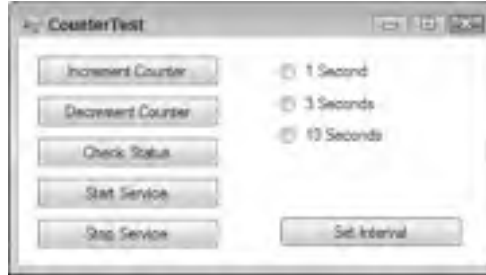 CounterTest
Increment Counter
Decrement Counter
Check Status
Start Service
Stop Service
1 Second
3 Seconds
10 Seconds
Set Interval